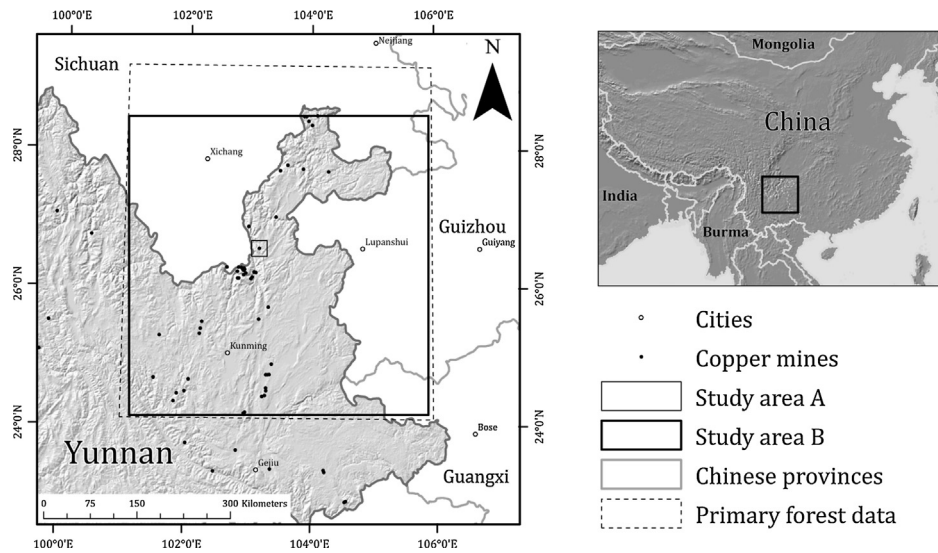 100°0'E 102°0'E 104°0'E 106°0'E
Neijiang
Sichuan
N
28°0'N
28°0'N
Xichang
Guizhou
Lupanshui
Guiyang
26°0'N
26°0'N
Kunming
24°0'N
24°0'N
Bose
Yunnan
Gejiu
Guangxi
0 75 150 300 Kilometers
100°0'E 102°0'E 104°0'E 106°0'E
Mongolia
China
India
Burma
Cities
Copper mines
Study area A
Study area B
Chinese provinces
Primary forest data